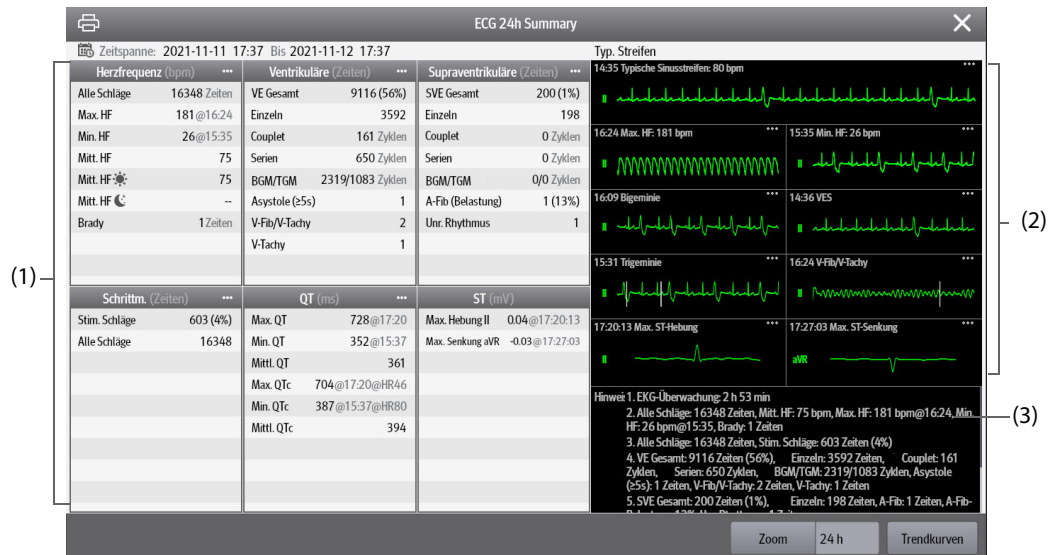 ECG 24h Summary
Zeitspanne: 2021-11-11 17:37 Bis 2021-11-12 17:37
Typ. Streifen
(1)
Herzfrequenz (bpm) •••
Alle Schläge 16348 Zeiten
Max. HF 181@16:24
Min. HF 26@15:35
Mitt. HF 75
Mitt. HF 75
Mitt. HF --
Brady 1 Zeiten
Ventrikuläre (Zeiten) •••
VE Gesamt 9116 (56%)
Einzeln 3592
Couplet 161 Zyklen
Serien 650 Zyklen
BGM/TGM 2319/1083 Zyklen
Asystole (≥5s) 1
V-Fib/V-Tachy 2
V-Tachy 1
Supraventrikuläre (Zeiten) •••
SVE Gesamt 200 (1%)
Einzeln 198
Couplet 0 Zyklen
Serien 0 Zyklen
BGM/TGM 0/0 Zyklen
A-Fib (Belastung) 1 (13%)
Unr. Rhythmus 1
Schrittm. (Zeiten) •••
Stim. Schläge 603 (4%)
Alle Schläge 16348
QT (ms) •••
Max. QT 728@17:20
Min. QT 352@15:37
Mittl. QT 361
Max. QTc 704@17:20@HR46
Min. QTc 387@15:37@HR80
Mittl. QTc 394
ST (mV)
Max. Hebung II 0.04@17:20:13
Max. Senkung aVR -0.03@17:27:03
14:35 Typische Sinusstreifen: 80 bpm •••
II
16:24 Max. HF: 181 bpm •••
II
15:35 Min. HF: 26 bpm •••
II
16:09 Bigeminie •••
II
14:36 VES •••
II
15:31 Trigeminie •••
II
16:24 V-Fib/V-Tachy •••
II
17:20:13 Max. ST-Hebung •••
II
17:27:03 Max. ST-Senkung •••
aVR
(2)
Hinwei: 1. EKG-Überwachung: 2 h 53 min
2. Alle Schläge: 16348 Zeiten, Mitt. HF: 75 bpm, Max. HF: 181 bpm@16:24, Min.
HF: 26 bpm@15:35, Brady: 1 Zeiten
3. Alle Schläge: 16348 Zeiten, Stim. Schläge: 603 Zeiten (4%)
4. VE Gesamt: 9116 Zeiten (56%), Einzeln: 3592 Zeiten, Couplet: 161
Zyklen, Serien: 650 Zyklen, BGM/TGM: 2319/1083 Zyklen, Asystole
(≥5s): 1 Zeiten, V-Fib/V-Tachy: 2 Zeiten, V-Tachy: 1 Zeiten
5. SVE Gesamt: 200 Zeiten (1%), Einzeln: 198 Zeiten, A-Fib: 1 Zeiten, A-Fib-
(3)
Zoom 24 h Trendkurven